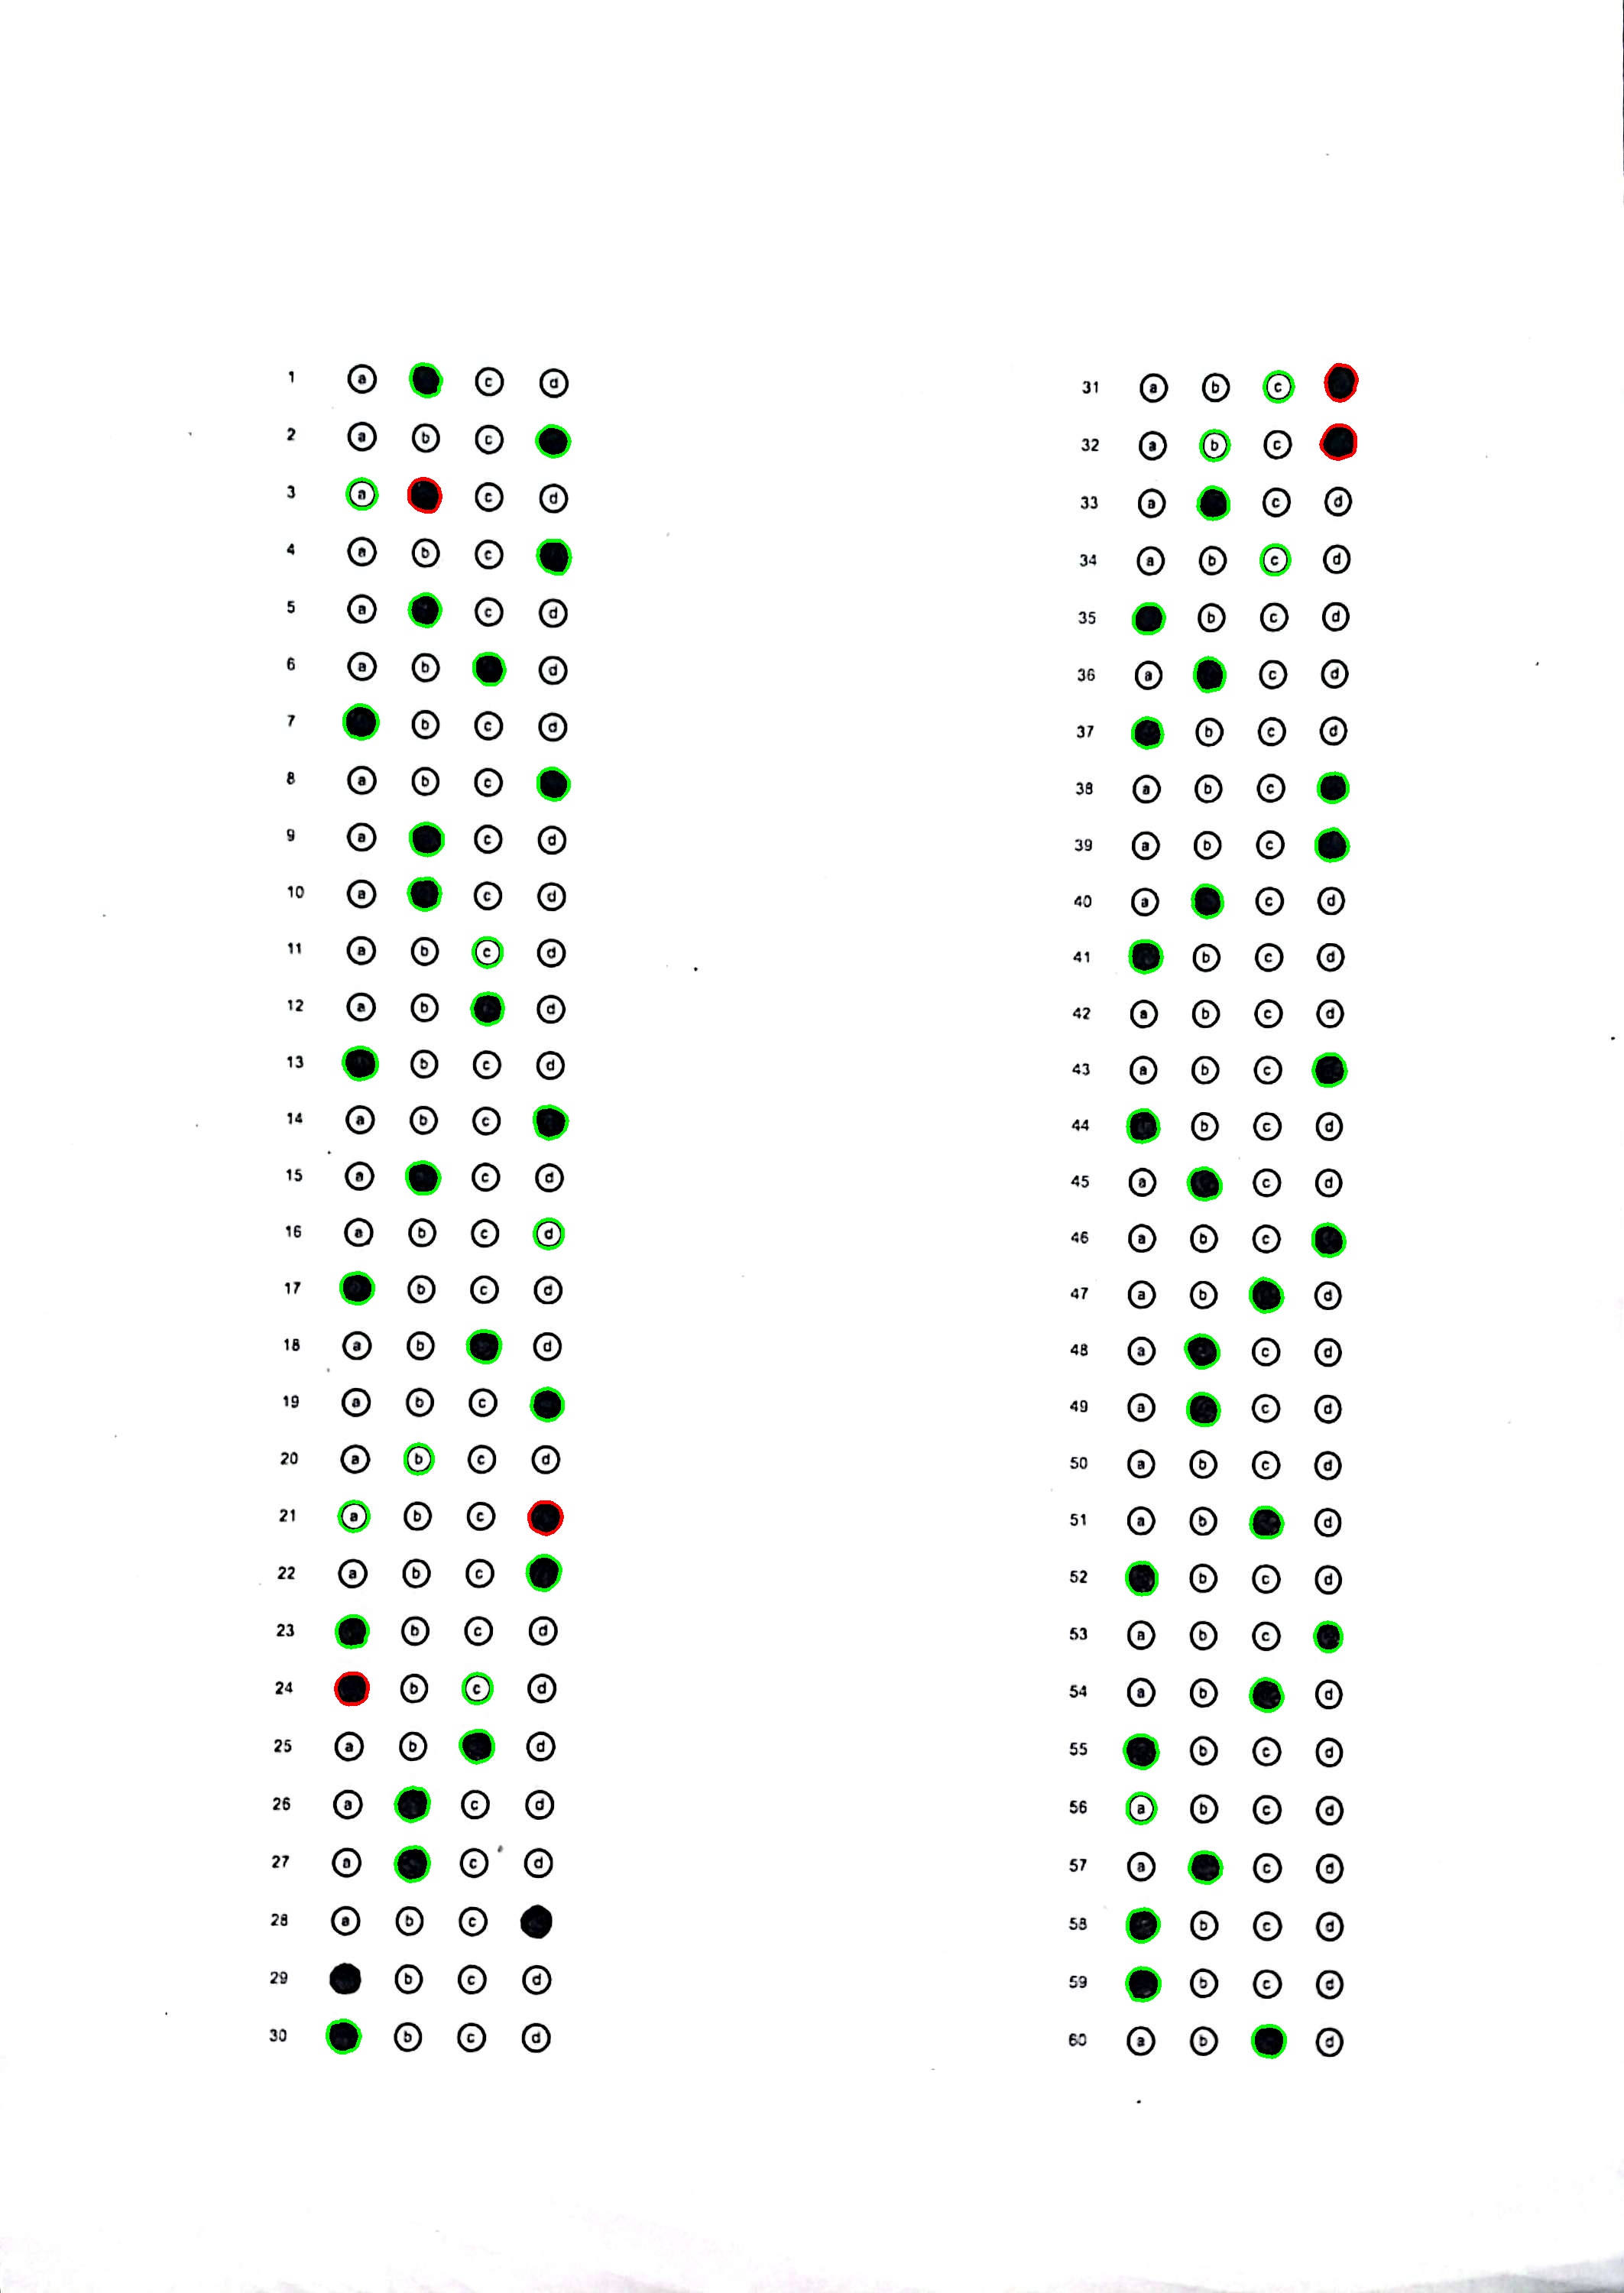 1 a c d
2 a b c
3 a c d
4 a b c
5 a c d
6 a b d
7 b c d
8 a b c
9 a c d
10 a c d
11 a b c d
12 a b d
13 b c d
14 a b c
15 a c d
16 a b c d
17 b c d
18 a b d
19 a b c
20 a b c d
21 a b c
22 a b c
23 b c d
24 b c d
25 a b d
26 a c d
27 a c d
28 a b c
29 b c d
30 b c d
31 a b c
32 a b c
33 a c d
34 a b c d
35 b c d
36 a c d
37 b c d
38 a b c
39 a b c
40 a c d
41 b c d
42 a b c d
43 a b c
44 b c d
45 a c d
46 a b c
47 a b d
48 a c d
49 a c d
50 a b c d
51 a b d
52 b c d
53 a b c
54 a b d
55 b c d
56 a b c d
57 a c d
58 b c d
59 b c d
60 a b d